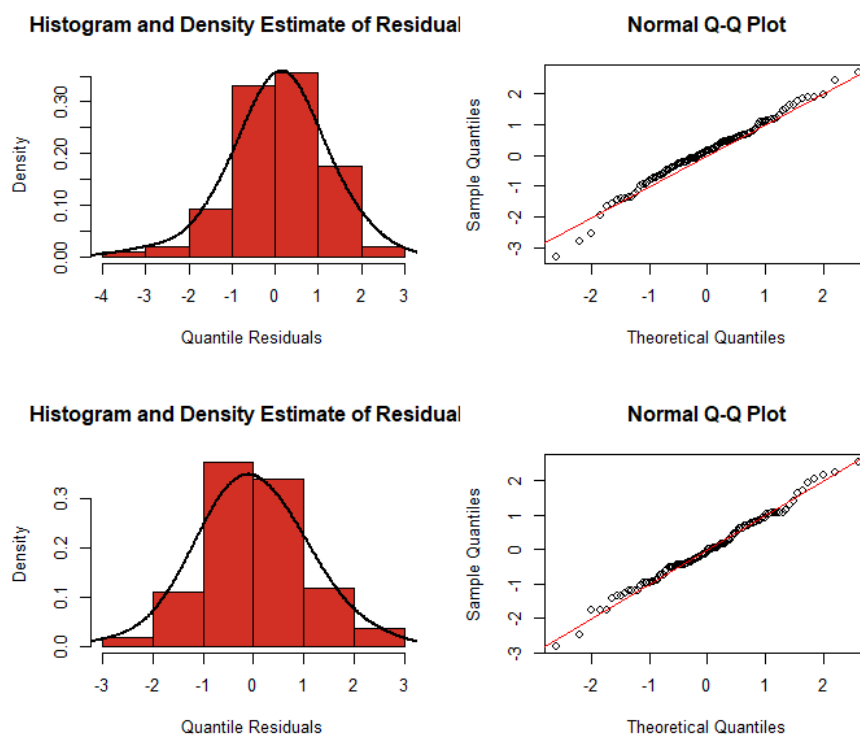 Histogram and Density Estimate of Residual
Density
0.00
0.10
0.20
0.30
-4 -3 -2 -1 0 1 2 3
Quantile Residuals
Normal Q-Q Plot
Sample Quantiles
-3 -2 -1 0 1 2
-2 -1 0 1 2
Theoretical Quantiles
Histogram and Density Estimate of Residual
Density
0.0
0.1
0.2
0.3
-3 -2 -1 0 1 2 3
Quantile Residuals
Normal Q-Q Plot
Sample Quantiles
-3 -2 -1 0 1 2
-2 -1 0 1 2
Theoretical Quantiles